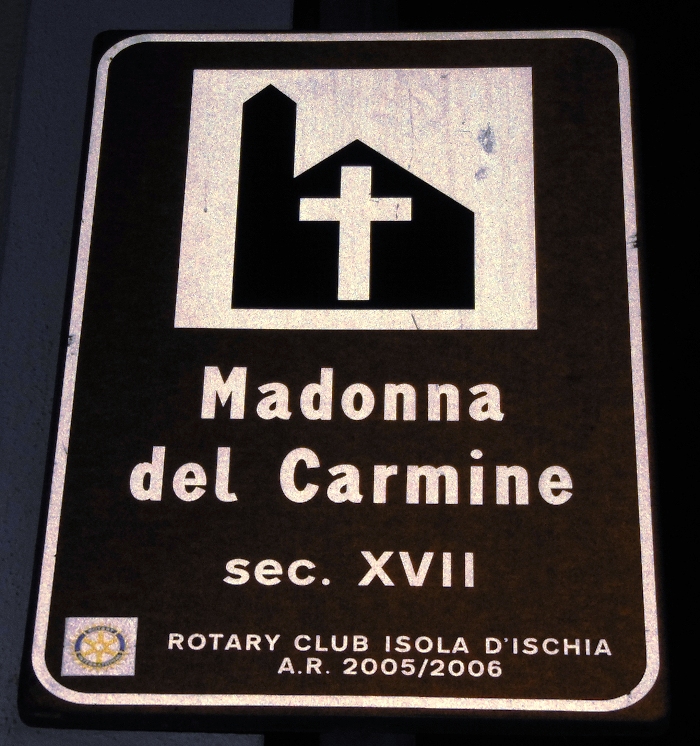 Madonna
del Carmine
sec. XVII
ROTARY CLUB ISOLA D'ISCHIA
A.R. 2005/2006